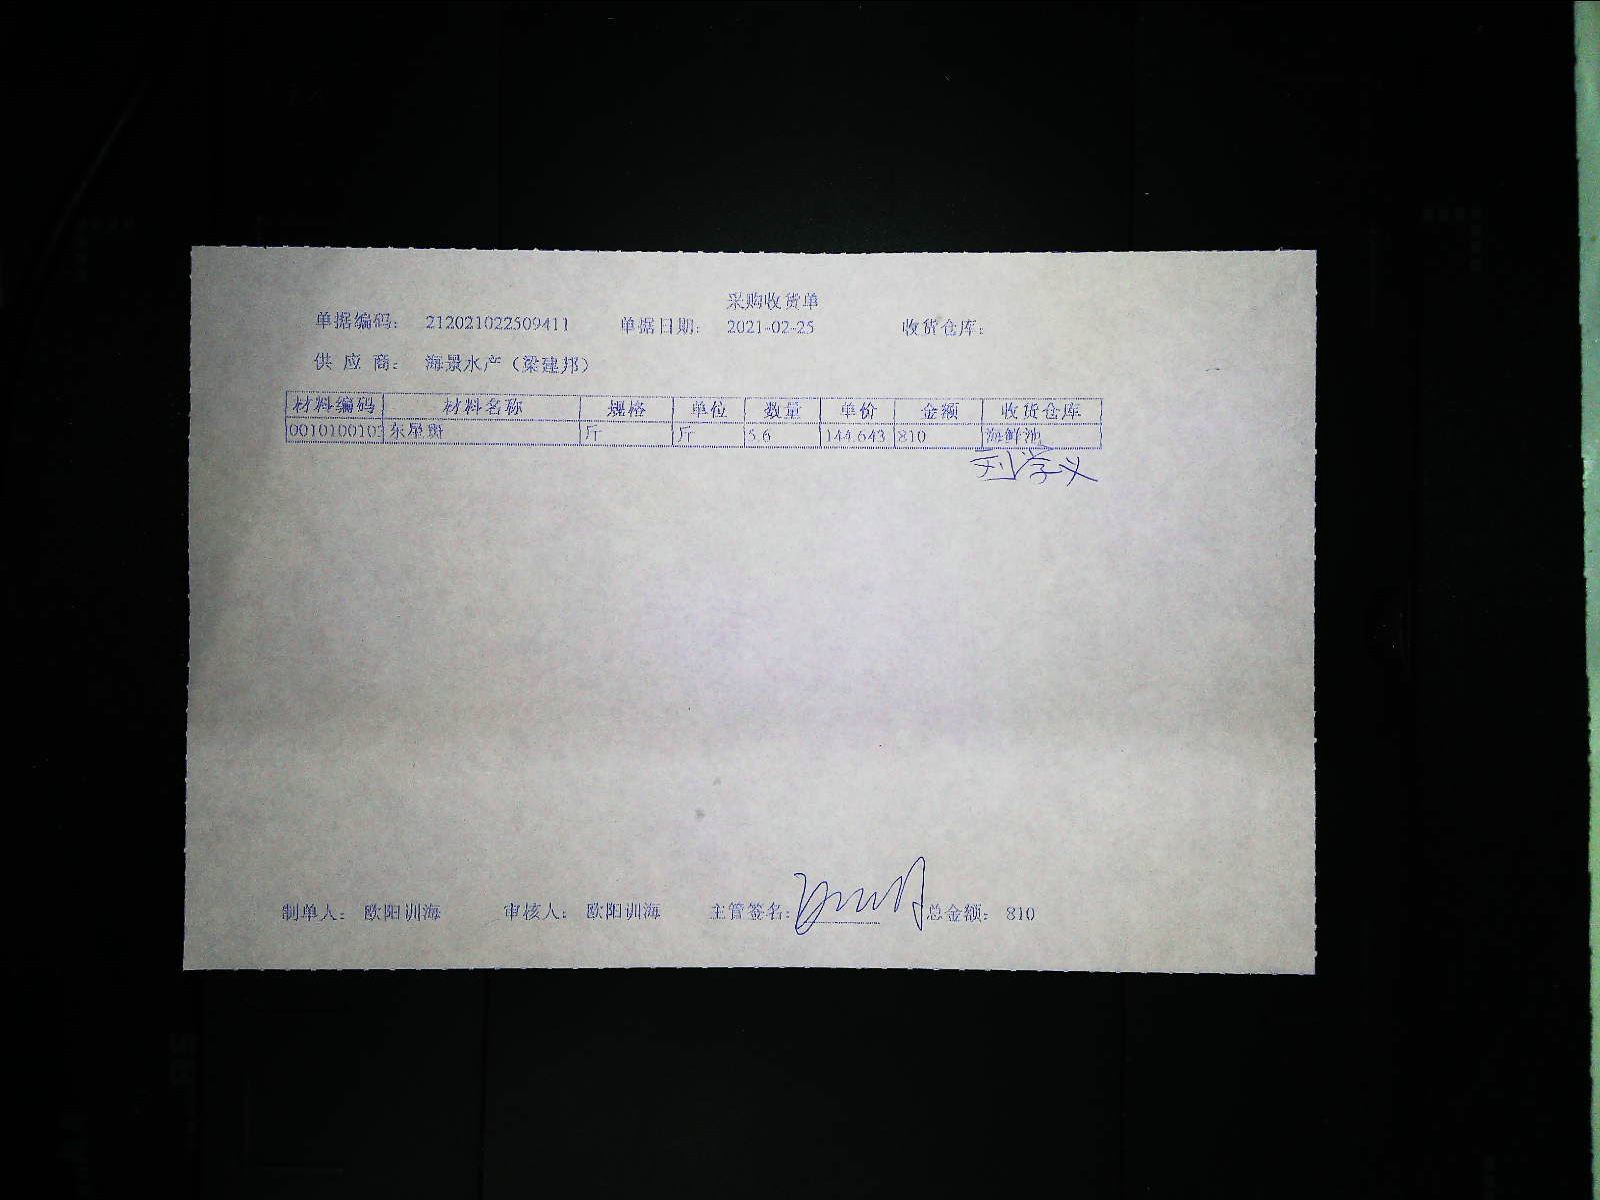 采购收货单
单据编码： 212021022509411 单据日期： 2021-02-25 收货仓库：
供 应 商： 海景水产（梁建邦）
材料编码 材料名称 规格 单位 数量 单价 金额 收货仓库
0010100102 东星斑 斤 斤 5.6 144.643 810 海鲜池
刘学义
制单人： 欧阳训海 审核人： 欧阳训海 主管签名： 总金额： 810